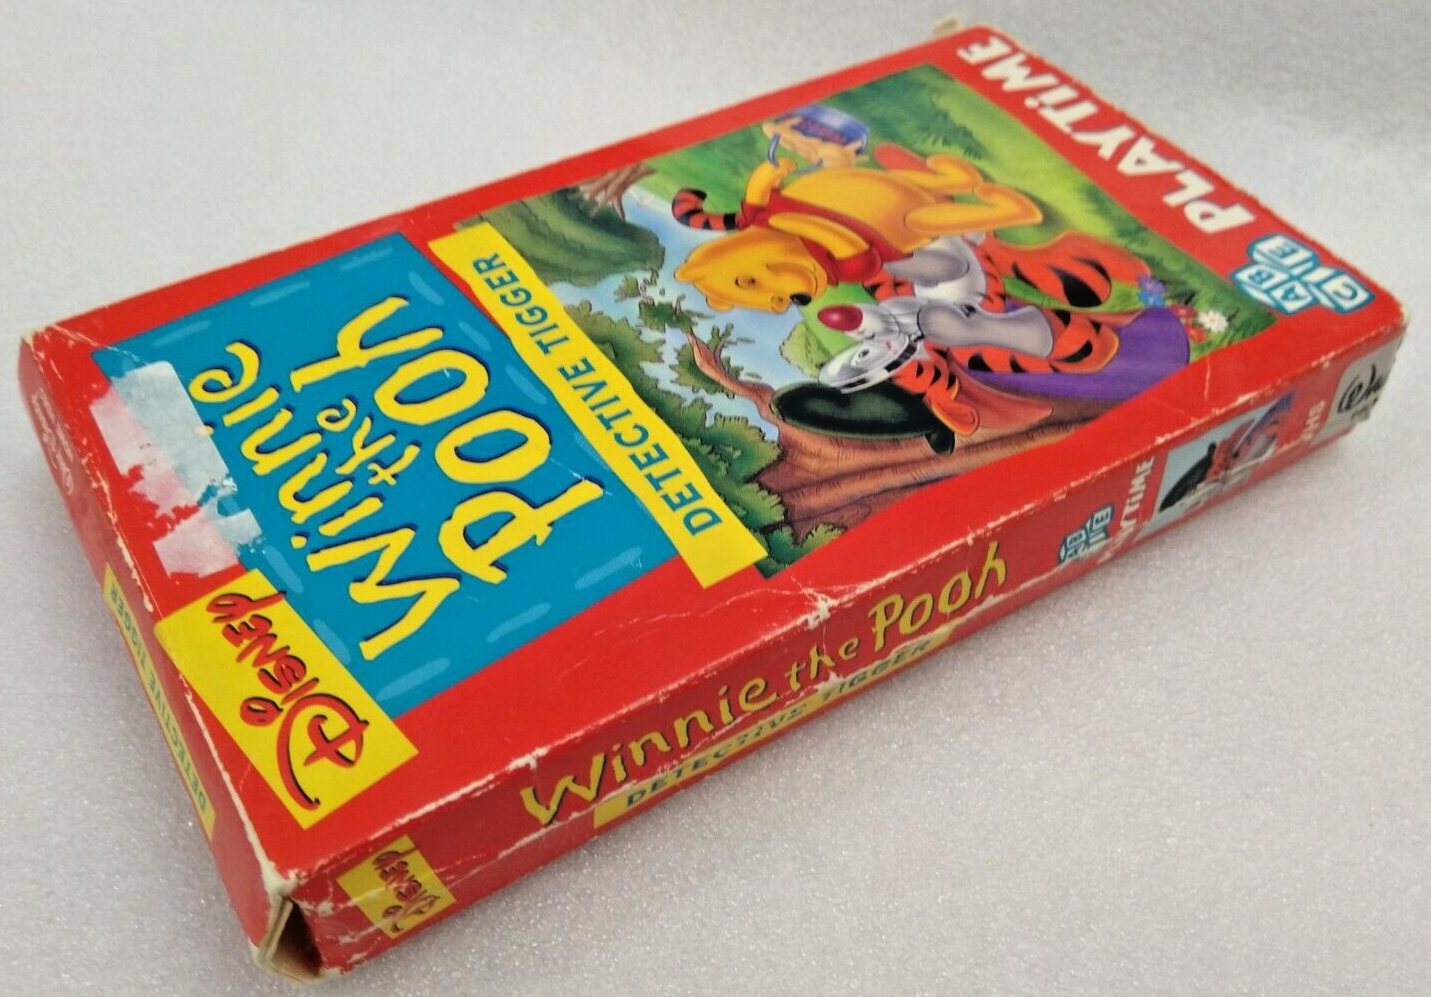 DISNEY
Winnie
the
Pooh
DETECTIVE TIGGER
PLAYTIME
DISNEY
Winnie the Pooh
DETECTIVE TIGGER
PLAYTIME
DETECTIVE TIGGER